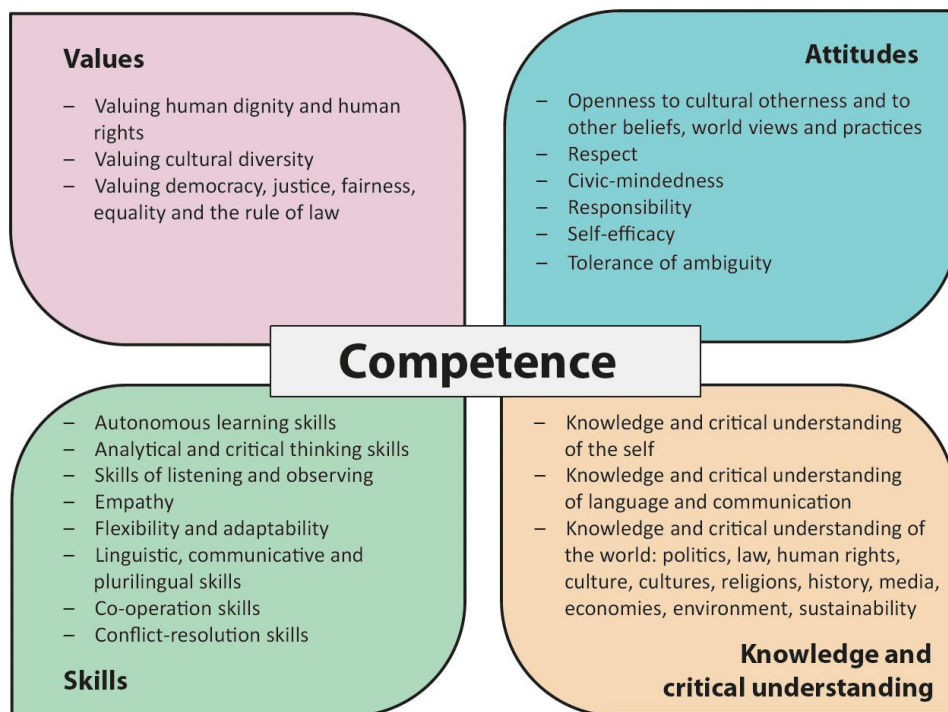 Values
– Valuing human dignity and human
rights
– Valuing cultural diversity
– Valuing democracy, justice, fairness,
equality and the rule of law
Attitudes
– Openness to cultural otherness and to
other beliefs, world views and practices
– Respect
– Civic-mindedness
– Responsibility
– Self-efficacy
– Tolerance of ambiguity
Competence
– Autonomous learning skills
– Analytical and critical thinking skills
– Skills of listening and observing
– Empathy
– Flexibility and adaptability
– Linguistic, communicative and
plurilingual skills
– Co-operation skills
– Conflict-resolution skills
Skills
– Knowledge and critical understanding
of the self
– Knowledge and critical understanding
of language and communication
– Knowledge and critical understanding of
the world: politics, law, human rights,
culture, cultures, religions, history, media,
economies, environment, sustainability
Knowledge and
critical understanding